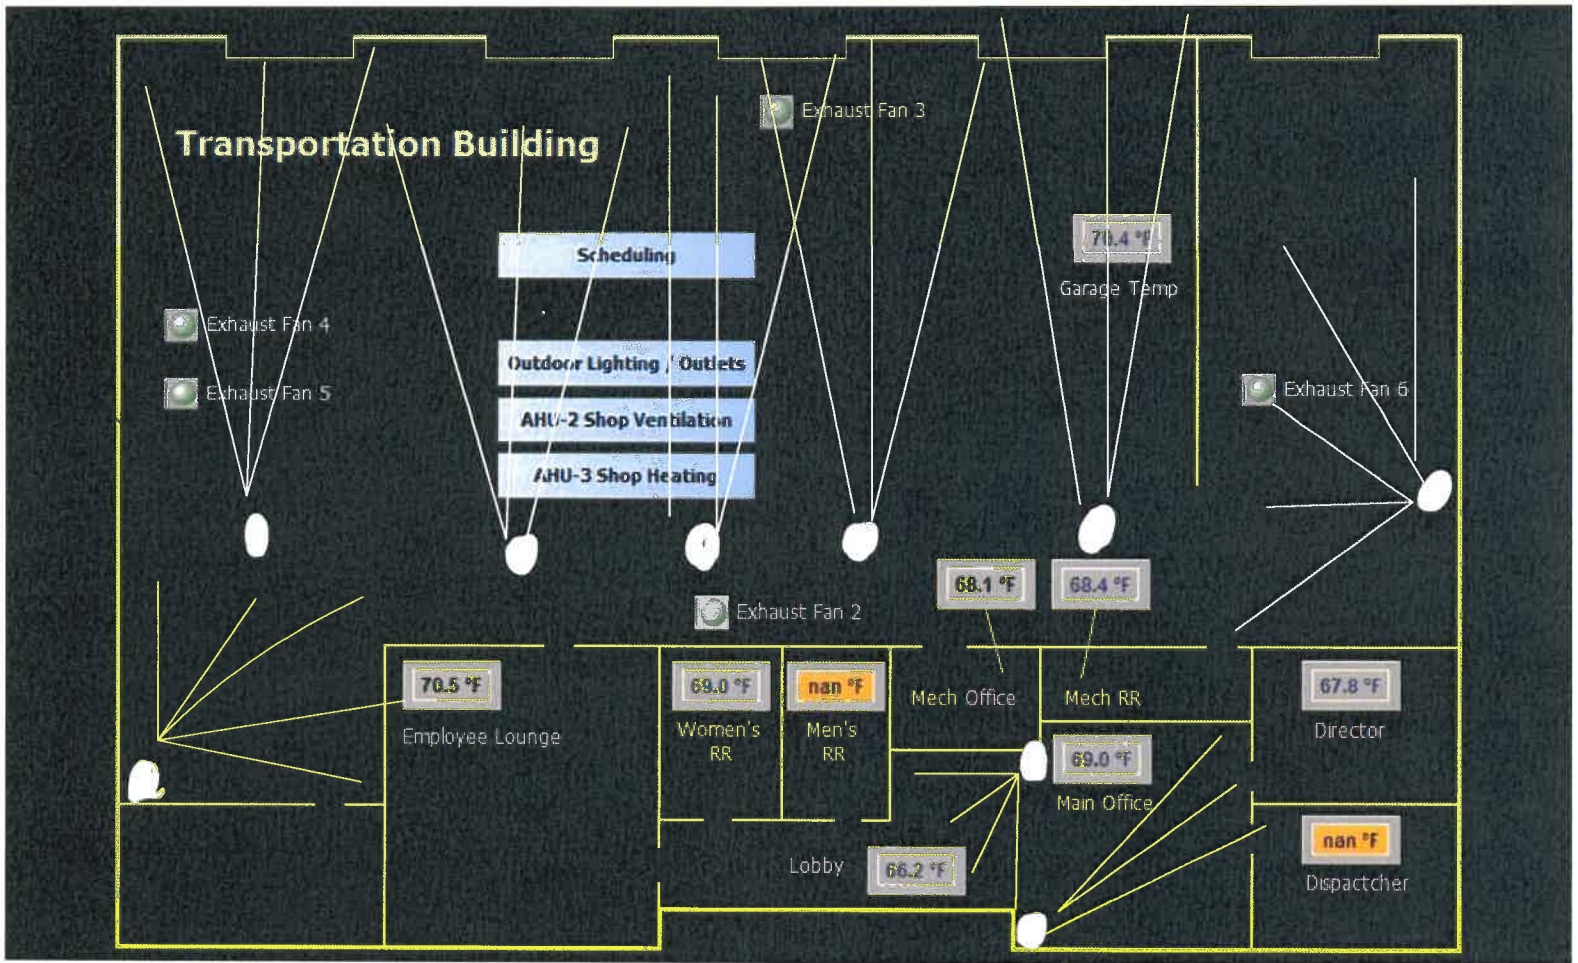 Exhaust Fan 3
Transportation Building
70.4 °F
Scheduling
Garage Temp
Exhaust Fan 4
Outdoor Lighting / Outlets
Exhaust Fan 5
Exhaust Fan 6
AHU-2 Shop Ventilation
AHU-3 Shop Heating
68.1 °F
68.4 °F
Exhaust Fan 2
70.5 °F
69.0 °F
nan °F
67.8 °F
Mech Office
Mech RR
Employee Lounge
Women's
RR
Men's
RR
Director
69.0 °F
Main Office
nan °F
Lobby
66.2 °F
Dispactcher